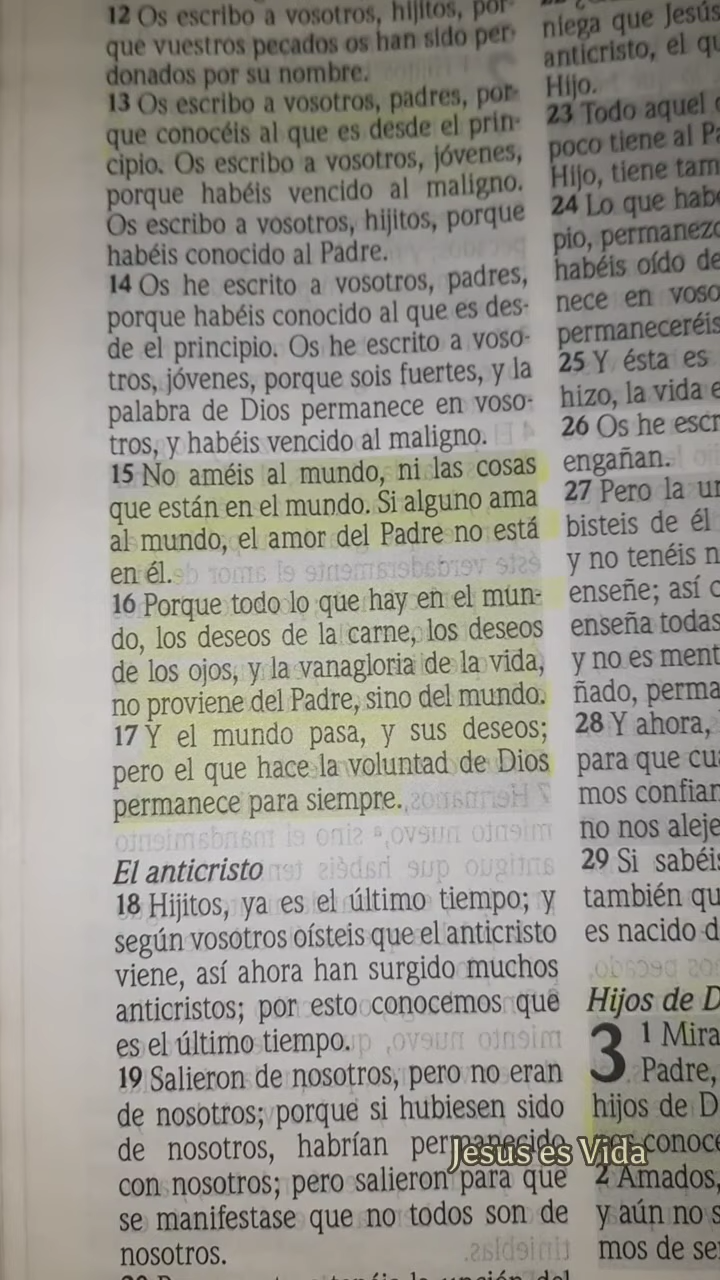 12 Os escribo a vosotros, hijitos, por-
que vuestros pecados os han sido per-
donados por su nombre.
13 Os escribo a vosotros, padres, por-
que conocéis al que es desde el prin-
cipio. Os escribo a vosotros, jóvenes,
porque habéis vencido al maligno.
Os escribo a vosotros, hijitos, porque
habéis conocido al Padre.
14 Os he escrito a vosotros, padres,
porque habéis conocido al que es des-
de el principio. Os he escrito a voso-
tros, jóvenes, porque sois fuertes, y la
palabra de Dios permanece en voso-
tros, y habéis vencido al maligno.
15 No améis al mundo, ni las cosas
que están en el mundo. Si alguno ama
al mundo, el amor del Padre no está
en él.
16 Porque todo lo que hay en el mun-
do, los deseos de la carne, los deseos
de los ojos, y la vanagloria de la vida,
no proviene del Padre, sino del mundo.
17 Y el mundo pasa, y sus deseos;
pero el que hace la voluntad de Dios
permanece para siempre.
El anticristo
18 Hijitos, ya es el último tiempo; y
según vosotros oísteis que el anticristo
viene, así ahora han surgido muchos
anticristos; por esto conocemos que
es el último tiempo.
19 Salieron de nosotros, pero no eran
de nosotros; porque si hubiesen sido
de nosotros, habrían permanecido
con nosotros; pero salieron para que
se manifestase que no todos son de
nosotros.
niega que Jesús
anticristo, el
Hijo.
23 Todo aquel
poco tiene al
Hijo, tiene
24 Lo que
pio,
habéis oído de
nece en
permaneceréis
25 Y ésta es
hizo, la vida
26 Os he
engañan.
27 Pero la
bisteis de él
y no tenéis
enseñe; así
enseña todas
y no es
ñado,
28 Y ahora,
para que
mos
no nos
29 Si
también
es nacido
Hijos de
3 1
Padre,
hijos de
2 Amados,
y aún no
mos de
Jesus es Vida